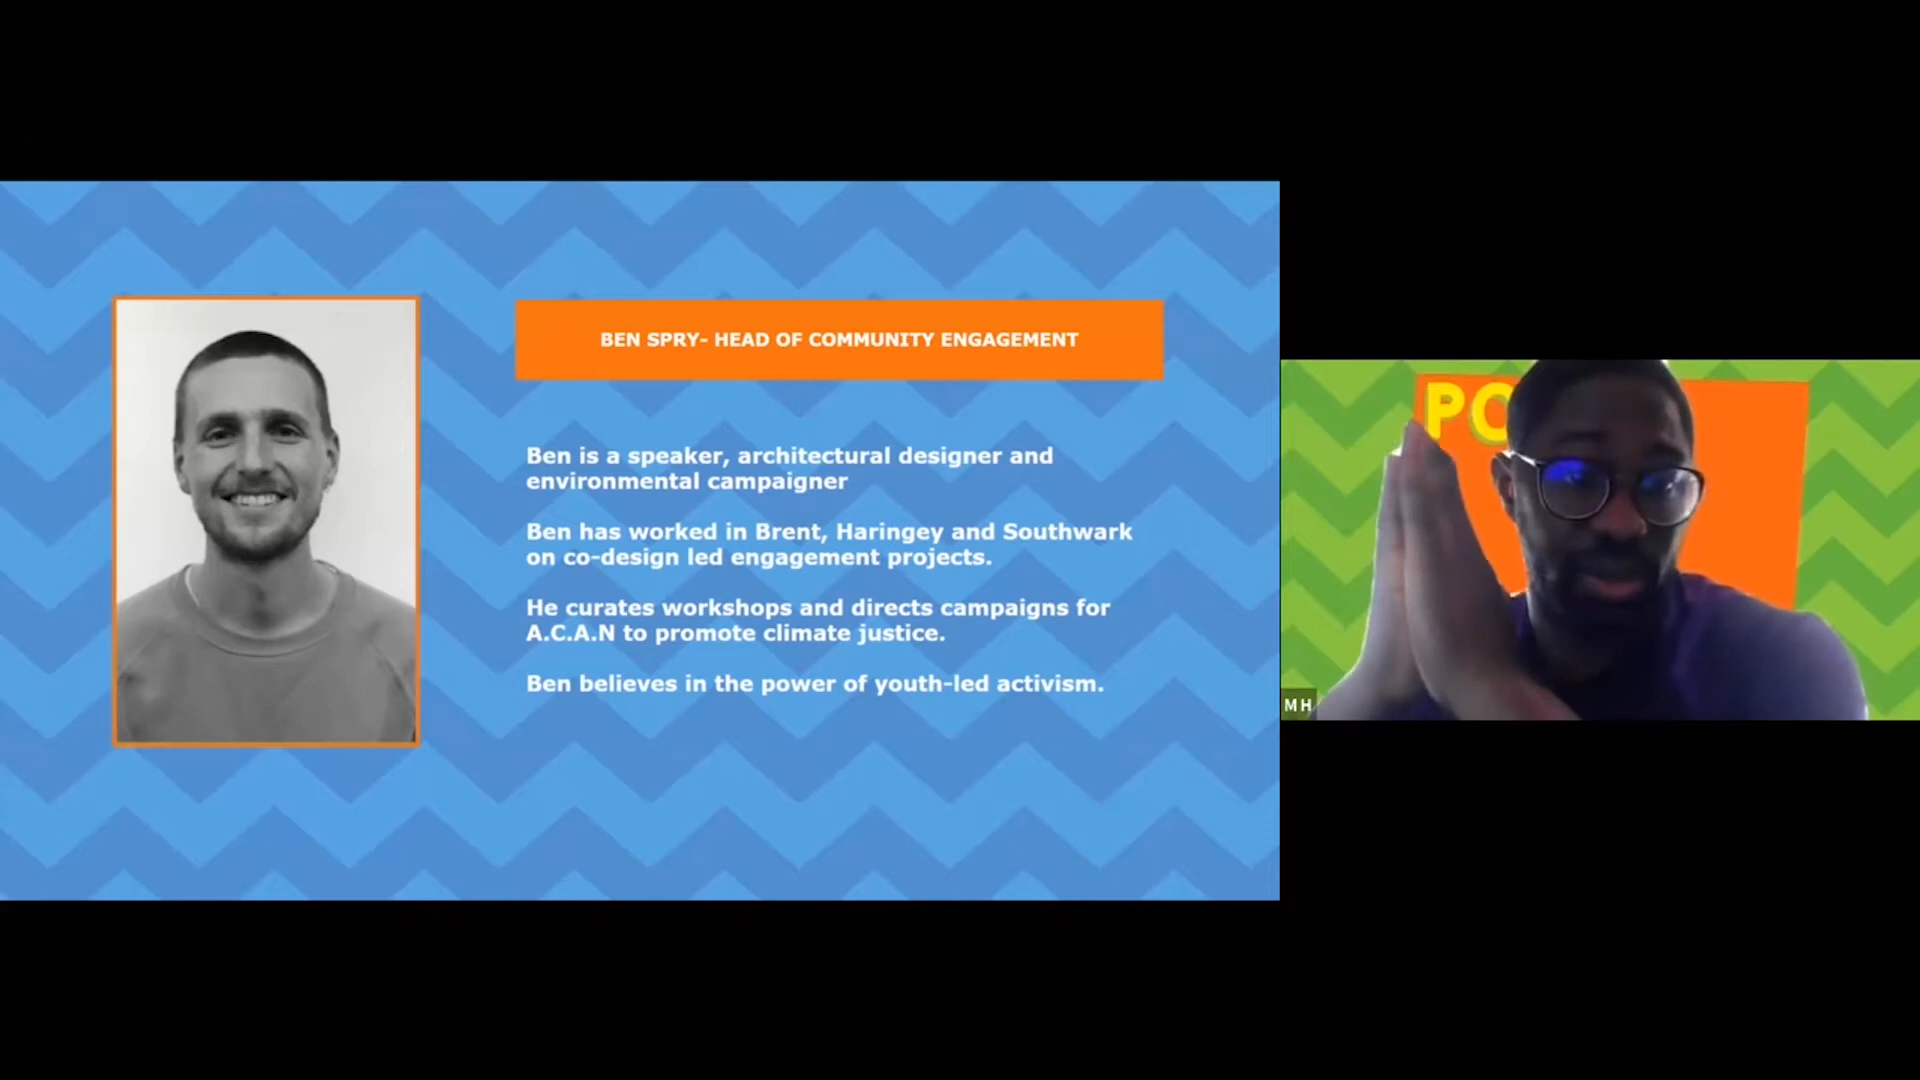 BEN SPRY- HEAD OF COMMUNITY ENGAGEMENT
Ben is a speaker, architectural designer and
environmental campaigner
Ben has worked in Brent, Haringey and Southwark
on co-design led engagement projects.
He curates workshops and directs campaigns for
A.C.A.N to promote climate justice.
Ben believes in the power of youth-led activism.
PO
MH